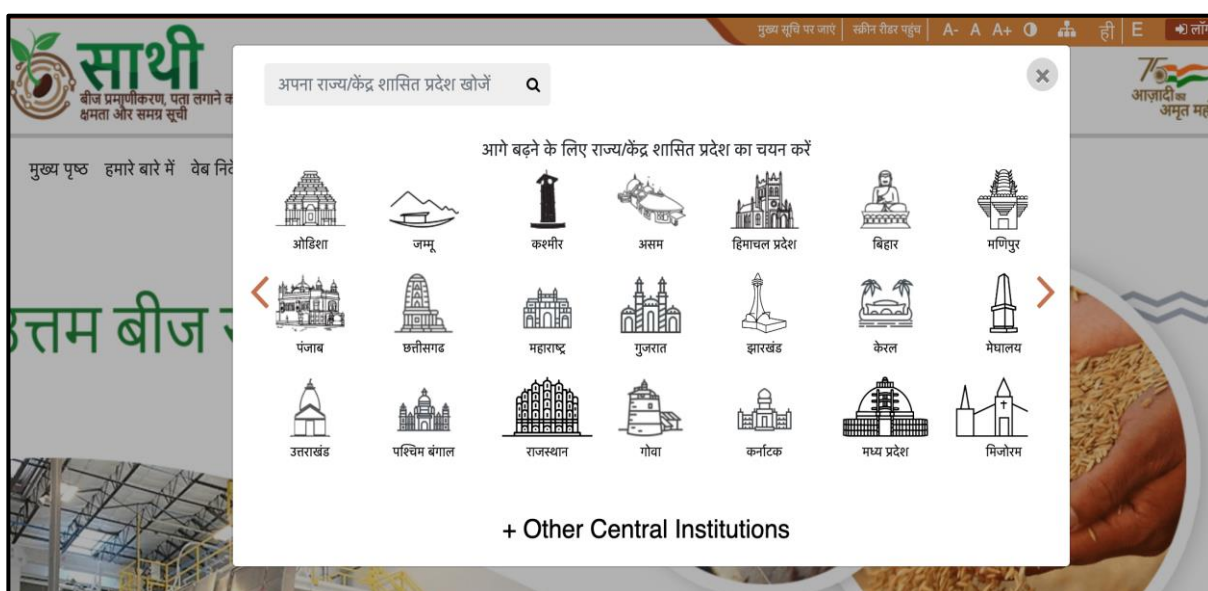 मुख्य सूचि पर जाएं | स्क्रीन रीडर पहुंच | A- A A+ ही E
साथी
बीज प्रमाणीकरण, पता लगाने
क्षमता और समग्र सूची
75
आज़ादी का
अमृत
मुख्य पृष्ठ हमारे बारे में वेब
अपना राज्य/केंद्र शासित प्रदेश खोजें
×
आगे बढ़ने के लिए राज्य/केंद्र शासित प्रदेश का चयन करें
ओडिशा जम्मू कश्मीर असम हिमाचल प्रदेश बिहार मणिपुर
पंजाब छत्तीसगढ महाराष्ट्र गुजरात झारखंड केरल मेघालय
उत्तराखंड पश्चिम बंगाल राजस्थान गोवा कर्नाटक मध्य प्रदेश मिजोरम
उत्तम बीज
+ Other Central Institutions